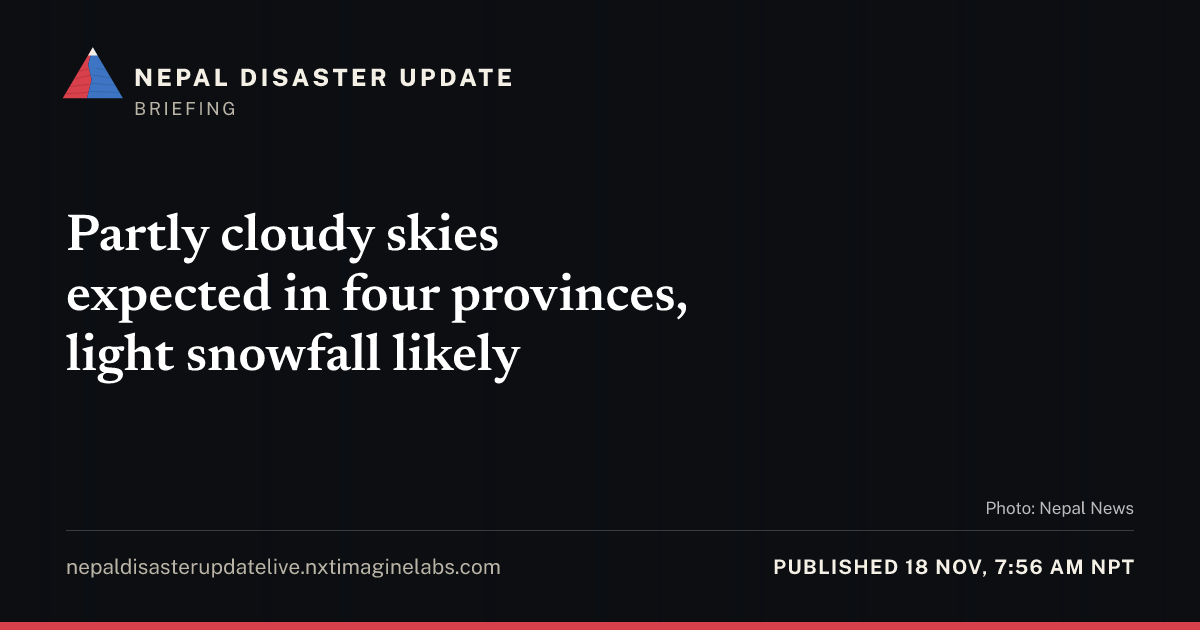 NEPAL DISASTER UPDATE
BRIEFING
Partly cloudy skies
expected in four provinces,
light snowfall likely
Photo: Nepal News
nepaldisasterupdatelive.nxtimaginelabs.com
PUBLISHED 18 NOV, 7:56 AM NPT